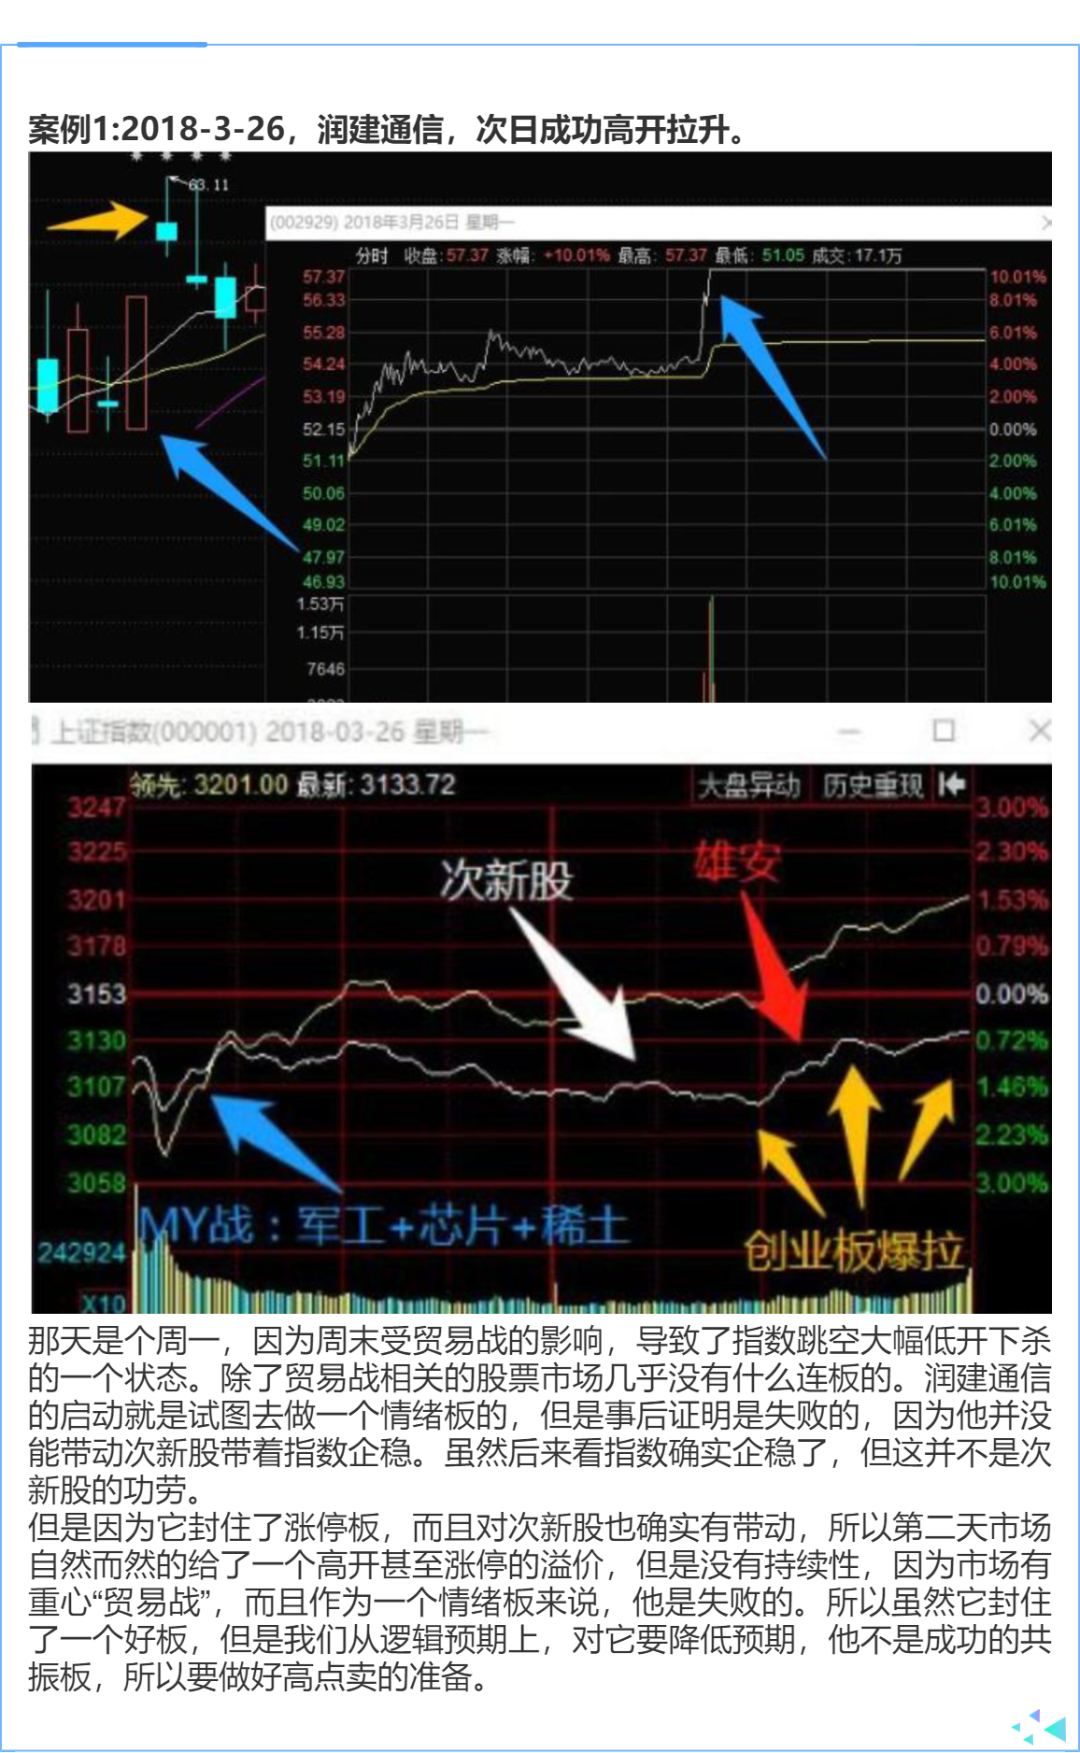 案例1:2018-3-26，润建通信，次日成功高开拉升。
63.11
(002929) 2018年3月26日 星期一
分时 收盘:57.37 涨幅: +10.01% 最高: 57.37 最低: 51.05 成交:17.1万
57.37 10.01%
56.33 8.01%
55.28 6.01%
54.24 4.00%
53.19 2.00%
52.15 0.00%
51.11 2.00%
50.06 4.00%
49.02 6.01%
47.97 8.01%
46.93 10.01%
1.53万
1.15万
7646
上证指数(000001) 2018-03-26 星期一
领先: 3201.00 最新: 3133.72 大盘异动 历史重现
3247 3.00%
3225 2.30%
次新股 雄安
3201 1.53%
3178 0.79%
3153 0.00%
3130 0.72%
3107 1.46%
3082 2.23%
3058 3.00%
MY战：军工+芯片+稀土
创业板爆拉
242924
X10
那天是个周一，因为周末受贸易战的影响，导致了指数跳空大幅低开下杀
的一个状态。除了贸易战相关的股票市场几乎没有什么连板的。润建通信
的启动就是试图去做一个情绪板的，但是事后证明是失败的，因为他并没
能带动次新股带着指数企稳。虽然后来看指数确实企稳了，但这并不是次
新股的功劳。
但是因为它封住了涨停板，而且对次新股也确实有带动，所以第二天市场
自然而然的给了一个高开甚至涨停的溢价，但是没有持续性，因为市场有
重心“贸易战”，而且作为一个情绪板来说，他是失败的。所以虽然它封住
了一个好板，但是我们从逻辑预期上，对它要降低预期，他不是成功的共
振板，所以要做好高点卖的准备。